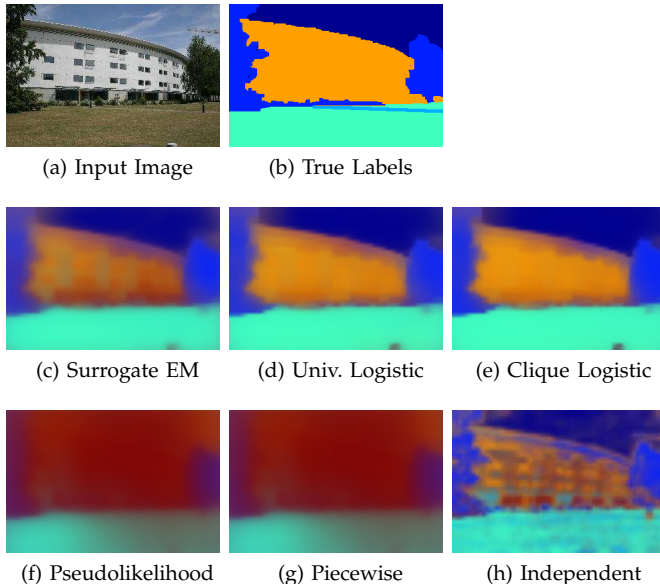 (a) Input Image
(b) True Labels
(c) Surrogate EM
(d) Univ. Logistic
(e) Clique Logistic
(f) Pseudolikelihood
(g) Piecewise
(h) Independent